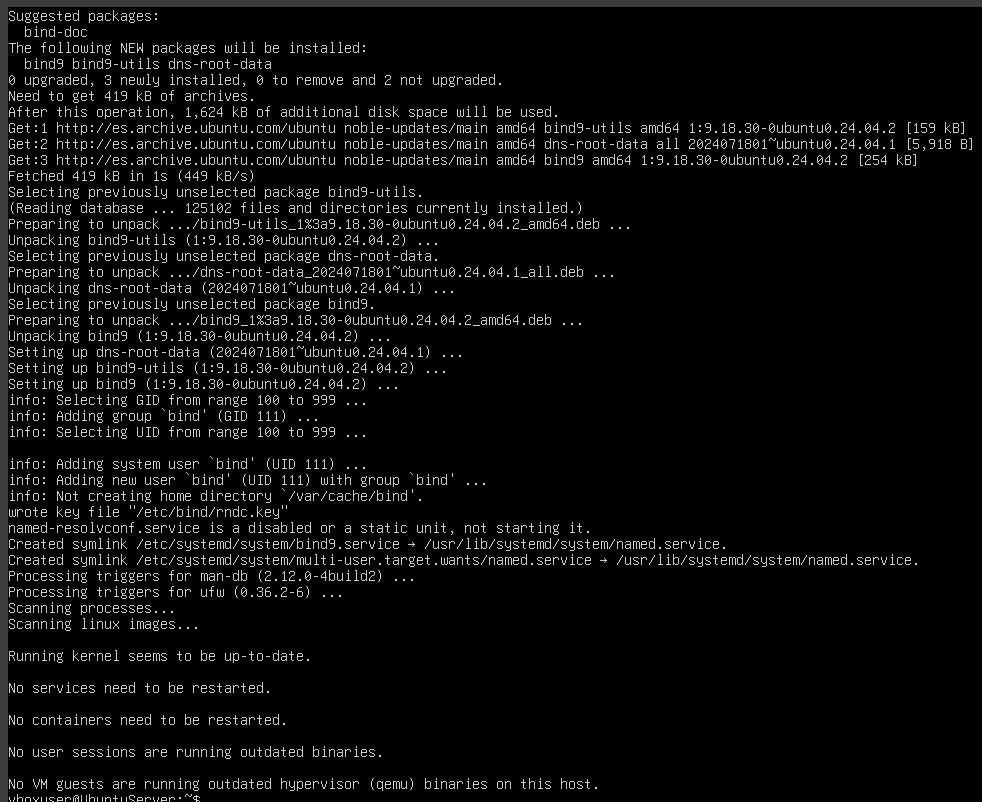 Suggested packages:
  bind-doc
The following NEW packages will be installed:
  bind9 bind9-utils dns-root-data
0 upgraded, 3 newly installed, 0 to remove and 2 not upgraded.
Need to get 419 kB of archives.
After this operation, 1,624 kB of additional disk space will be used.
Get:1 http://es.archive.ubuntu.com/ubuntu noble-updates/main amd64 bind9-utils amd64 1:9.18.30-0ubuntu0.24.04.2 [159 kB]
Get:2 http://es.archive.ubuntu.com/ubuntu noble-updates/main amd64 dns-root-data all 2024071801~ubuntu0.24.04.1 [5,918 B]
Get:3 http://es.archive.ubuntu.com/ubuntu noble-updates/main amd64 bind9 amd64 1:9.18.30-0ubuntu0.24.04.2 [254 kB]
Fetched 419 kB in 1s (449 kB/s)
Selecting previously unselected package bind9-utils.
(Reading database ... 125102 files and directories currently installed.)
Preparing to unpack .../bind9-utils_1%3a9.18.30-0ubuntu0.24.04.2_amd64.deb ...
Unpacking bind9-utils (1:9.18.30-0ubuntu0.24.04.2) ...
Selecting previously unselected package dns-root-data.
Preparing to unpack .../dns-root-data_2024071801~ubuntu0.24.04.1_all.deb ...
Unpacking dns-root-data (2024071801~ubuntu0.24.04.1) ...
Selecting previously unselected package bind9.
Preparing to unpack .../bind9_1%3a9.18.30-0ubuntu0.24.04.2_amd64.deb ...
Unpacking bind9 (1:9.18.30-0ubuntu0.24.04.2) ...
Setting up dns-root-data (2024071801~ubuntu0.24.04.1) ...
Setting up bind9-utils (1:9.18.30-0ubuntu0.24.04.2) ...
Setting up bind9 (1:9.18.30-0ubuntu0.24.04.2) ...
info: Selecting GID from range 100 to 999 ...
info: Adding group `bind' (GID 111) ...
info: Selecting UID from range 100 to 999 ...

info: Adding system user `bind' (UID 111) ...
info: Adding new user `bind' (UID 111) with group `bind' ...
info: Not creating home directory `/var/cache/bind'.
wrote key file "/etc/bind/rndc.key"
named-resolvconf.service is a disabled or a static unit, not starting it.
Created symlink /etc/systemd/system/bind9.service → /usr/lib/systemd/system/named.service.
Created symlink /etc/systemd/system/multi-user.target.wants/named.service → /usr/lib/systemd/system/named.service.
Processing triggers for man-db (2.12.0-4build2) ...
Processing triggers for ufw (0.36.2-6) ...
Scanning processes...
Scanning linux images...

Running kernel seems to be up-to-date.

No services need to be restarted.

No containers need to be restarted.

No user sessions are running outdated binaries.

No VM guests are running outdated hypervisor (qemu) binaries on this host.
vboxuser@UbuntuServer:~$